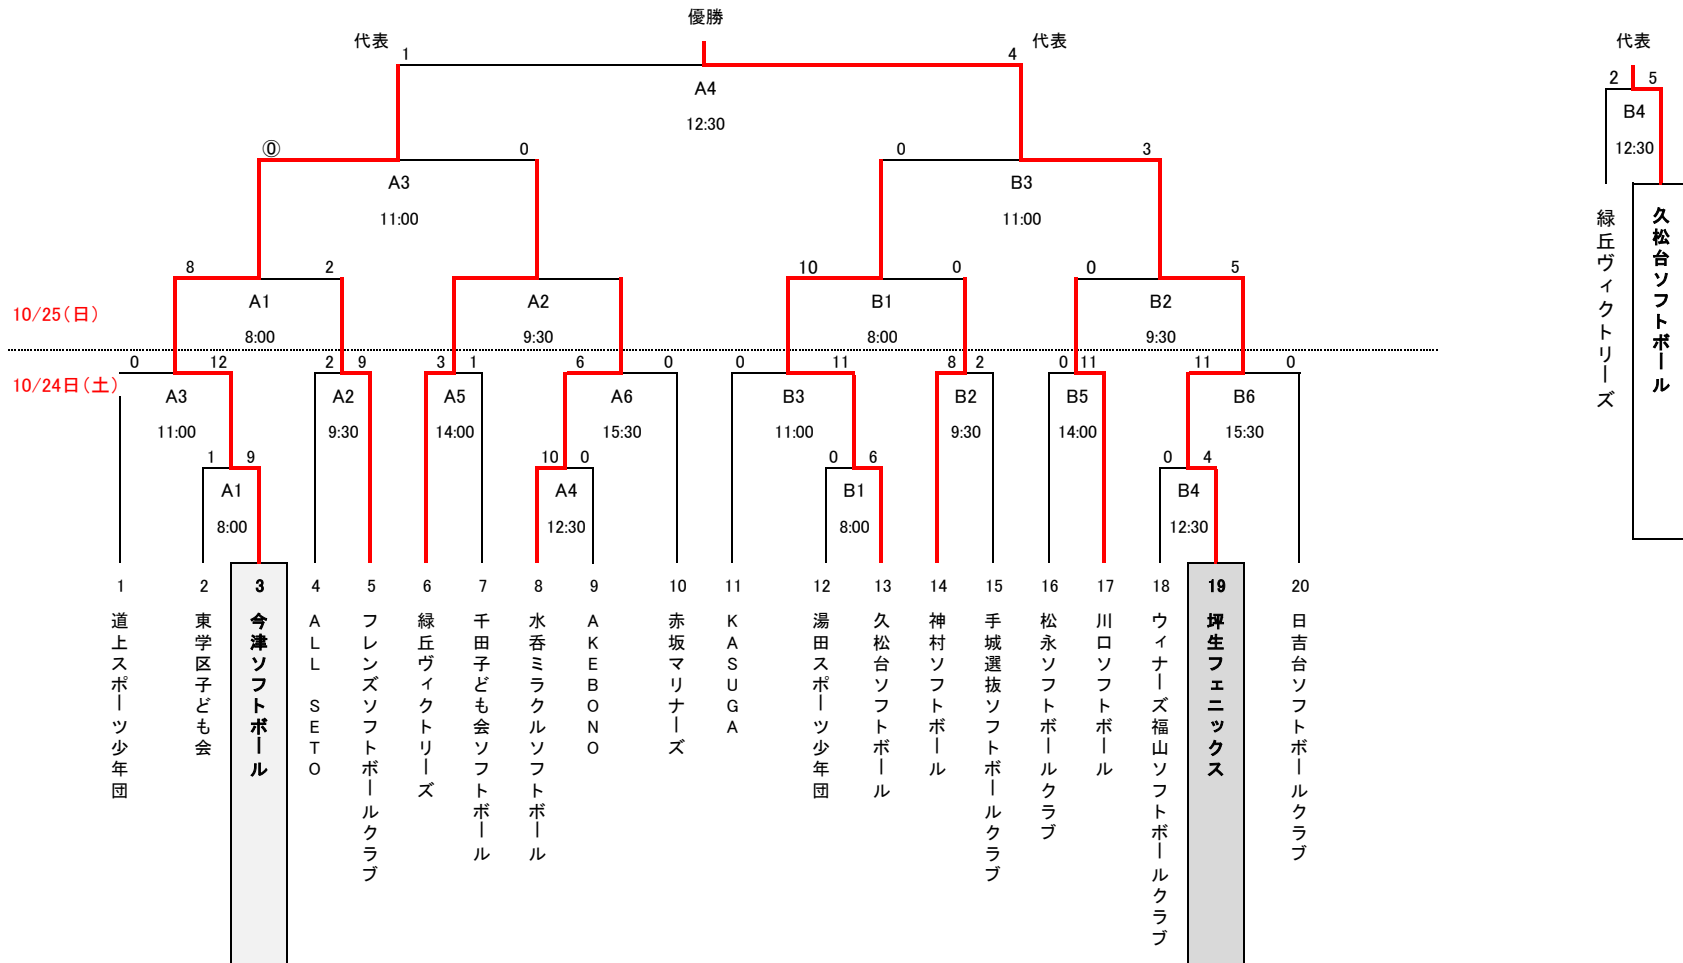 優勝
代表 1 4 代表
A4
12:30
⓪ 0 0 3
A3 B3
11:00 11:00
8 2 10 0 0 5
A1 A2 B1 B2
10/25(日)
8:00 9:30 8:00 9:30
0 12 2 9 3 1 6 0 0 11 8 2 0 11 11 0
10/24日(土)
A3 A2 A5 A6 B3 B2 B5 B6
11:00 9:30 14:00 15:30 11:00 9:30 14:00 15:30
1 9 10 0 0 6 0 4
A1 A4 B1 B4
8:00 12:30 8:00 12:30
1 道上スポーツ少年団
2 東学区子ども会
3 今津ソフトボール
4 ALL SETO
5 フレンズソフトボールクラブ
6 緑丘ヴィクトリーズ
7 千田子ども会ソフトボール
8 水呑ミラクルソフトボール
9 AKEBONO
10 赤坂マリナーズ
11 KASUGA
12 湯田スポーツ少年団
13 久松台ソフトボール
14 神村ソフトボール
15 手城選抜ソフトボールクラブ
16 松永ソフトボールクラブ
17 川口ソフトボール
18 ウィナーズ福山ソフトボールクラブ
19 坪生フェニックス
20 日吉台ソフトボールクラブ
代表
2 5
B4
12:30
緑丘ヴィクトリーズ
久松台ソフトボール